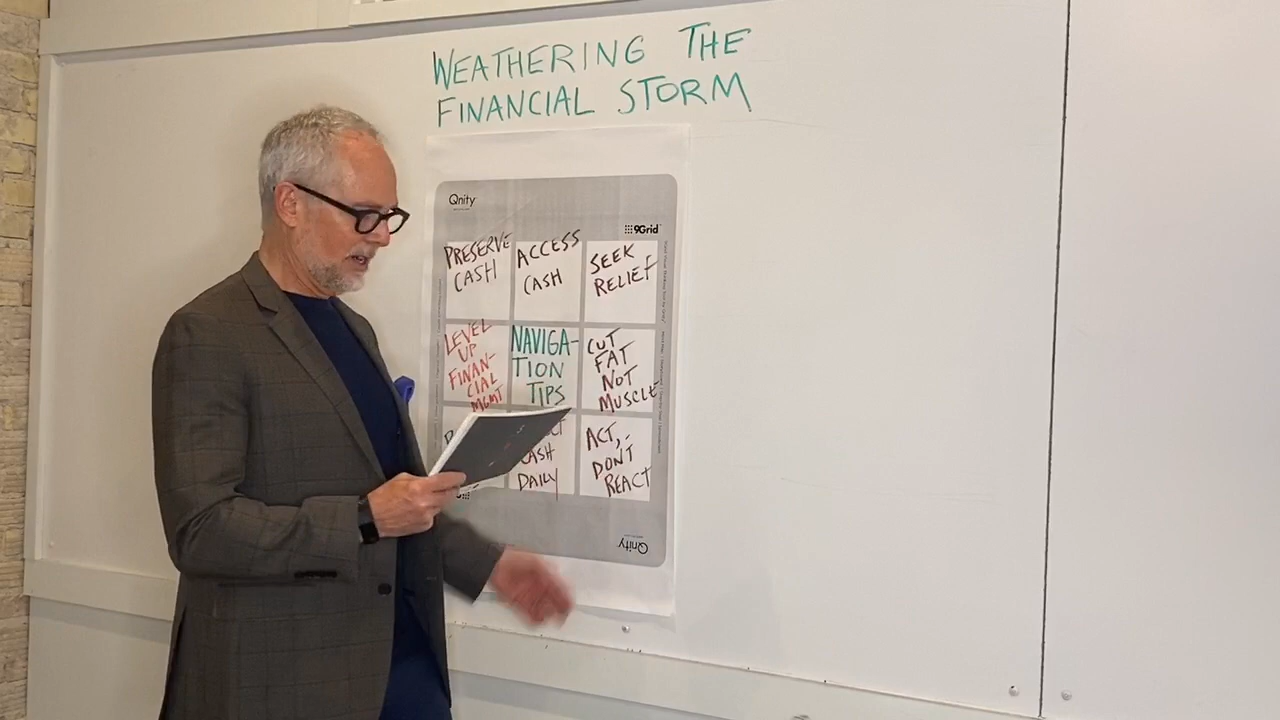 WEATHERING THE
FINANCIAL STORM
Qnity
9Grid
PRESERVE
CASH
ACCESS
CASH
SEEK
RELIEF
LEVEL
UP
FINAN-
CIAL
MGMT
NAVIGA-
TION
TIPS
CUT
FAT
NOT
MUSCLE
CASH
DAILY
ACT,
DON'T
REACT
Qnity